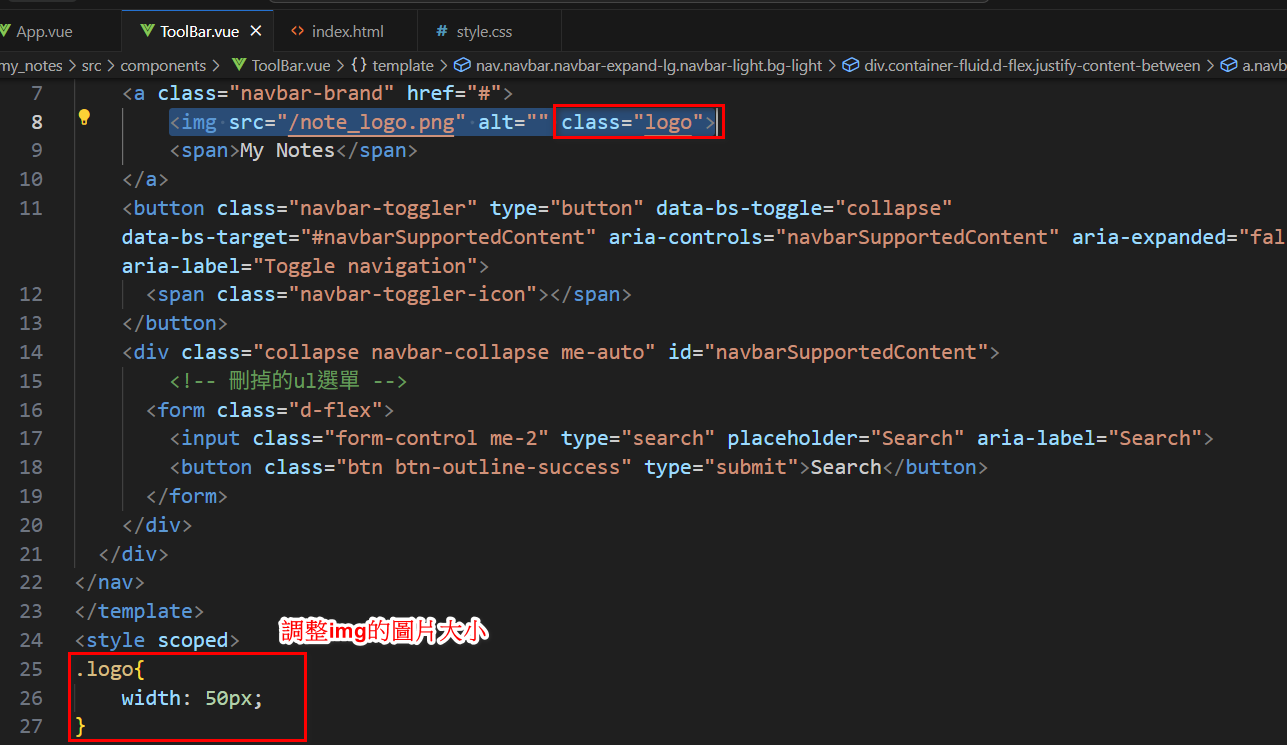 App.vue ToolBar.vue × <> index.html # style.css
my_notes > src > components > ToolBar.vue > {} template > nav.navbar.navbar-expand-lg.navbar-light.bg-light > div.container-fluid.d-flex.justify-content-between > a.navb
7 <a class="navbar-brand" href="#">
8 <img src="/note_logo.png" alt="" class="logo">
9 <span>My Notes</span>
10 </a>
11 <button class="navbar-toggler" type="button" data-bs-toggle="collapse"
data-bs-target="#navbarSupportedContent" aria-controls="navbarSupportedContent" aria-expanded="fal
aria-label="Toggle navigation">
12 <span class="navbar-toggler-icon"></span>
13 </button>
14 <div class="collapse navbar-collapse me-auto" id="navbarSupportedContent">
15 <!-- 刪掉的ul選單 -->
16 <form class="d-flex">
17 <input class="form-control me-2" type="search" placeholder="Search" aria-label="Search">
18 <button class="btn btn-outline-success" type="submit">Search</button>
19 </form>
20 </div>
21 </div>
22 </nav>
23 </template>
24 <style scoped>
調整img的圖片大小
25 .logo{
26 width: 50px;
27 }